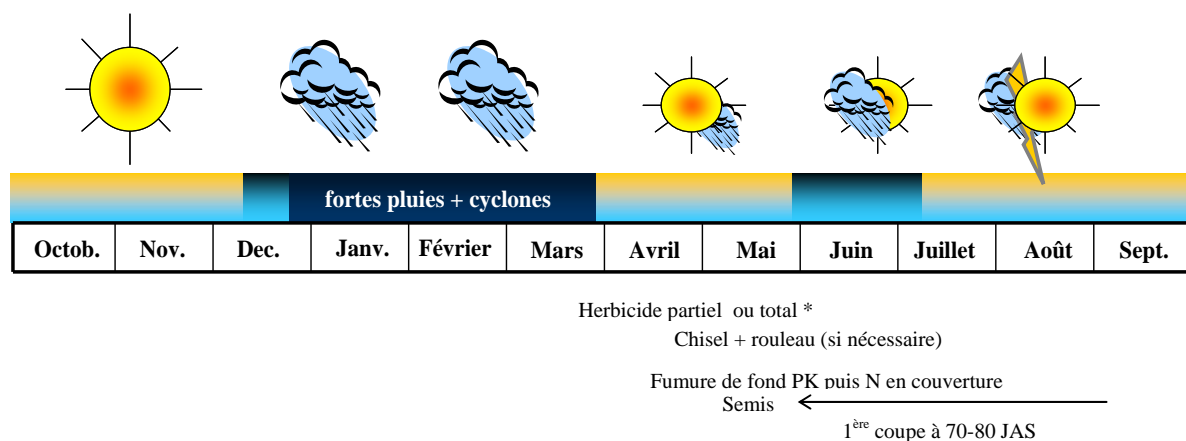 fortes pluies + cyclones
Octob. Nov. Dec. Janv. Février Mars Avril Mai Juin Juillet Août Sept.
Herbicide partiel ou total *
Chisel + rouleau (si nécessaire)
Fumure de fond PK puis N en couverture
Semis
1ère coupe à 70-80 JAS